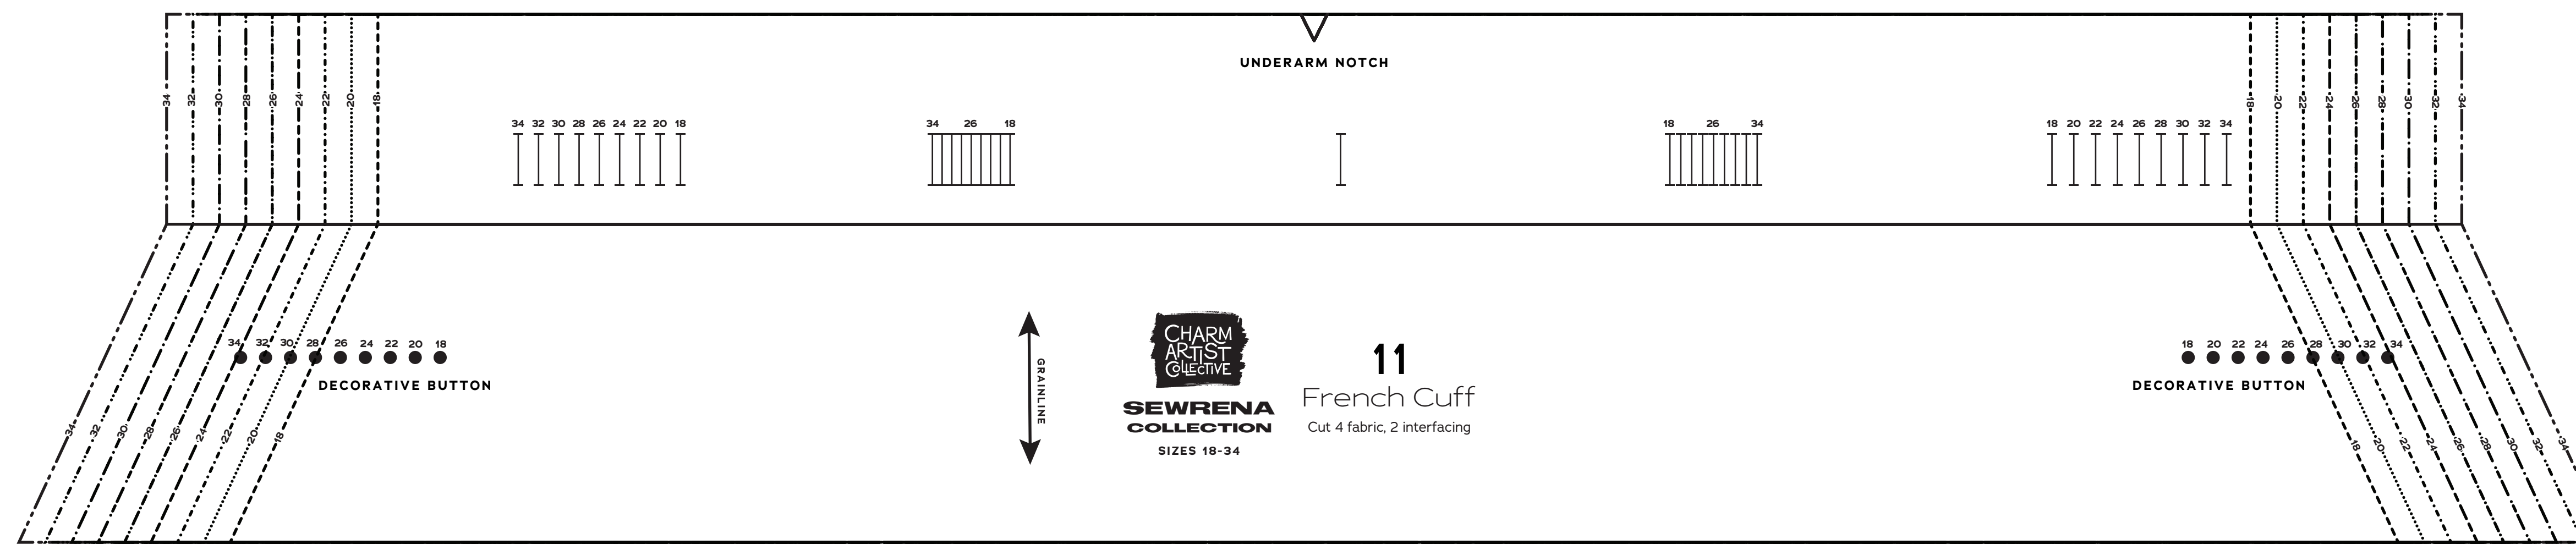 UNDERARM NOTCH
34 32 30 28 26 24 22 20 18
18 20 22 24 26 28 30 32 34
34 32 30 28 26 24 22 20 18
34 26 18
18 26 34
18 20 22 24 26 28 30 32 34
34 32 30 28 26 24 22 20 18
DECORATIVE BUTTON
34 32 30 28 26 24 22 20 18
GRAINLINE
CHARM
ARTIST
COLLECTIVE
SEWRENA
COLLECTION
SIZES 18-34
11
French Cuff
Cut 4 fabric, 2 interfacing
18 20 22 24 26 28 30 32 34
DECORATIVE BUTTON
18 20 22 24 26 28 30 32 34